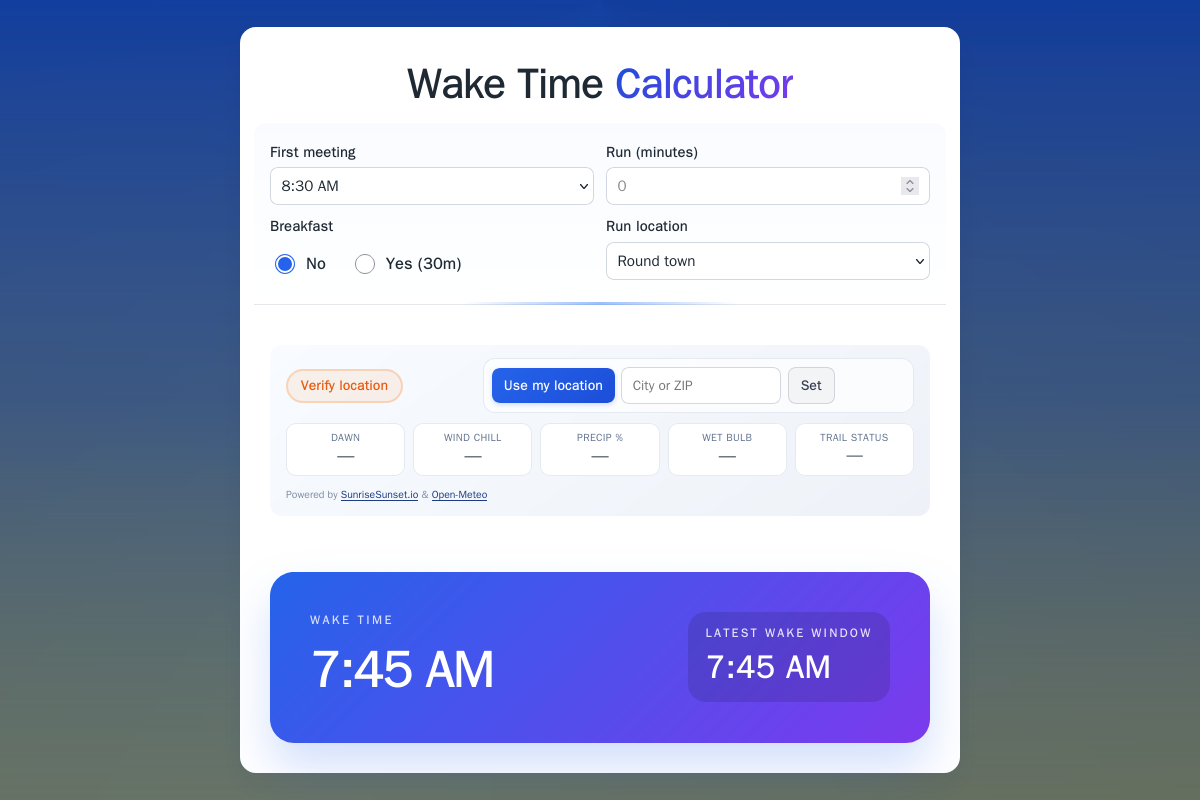 Wake Time Calculator
First meeting
8:30 AM
Run (minutes)
0
Breakfast
No
Yes (30m)
Run location
Round town
Verify location
Use my location
City or ZIP
Set
DAWN
—
WIND CHILL
—
PRECIP %
—
WET BULB
—
TRAIL STATUS
—
Powered by SunriseSunset.io & Open-Meteo
WAKE TIME
7:45 AM
LATEST WAKE WINDOW
7:45 AM